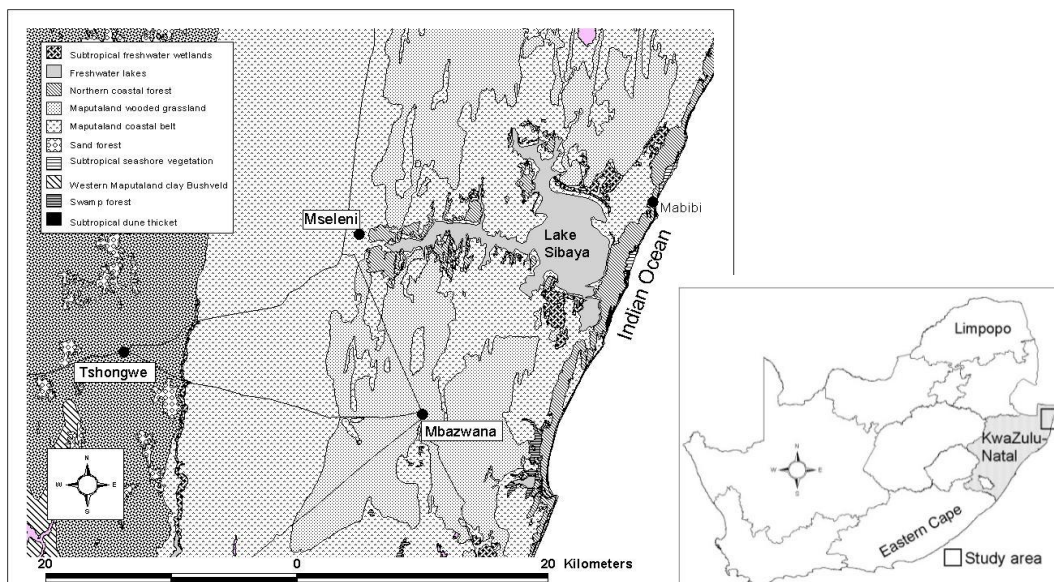 Subtropical freshwater wetlands
Freshwater lakes
Northern coastal forest
Maputaland wooded grassland
Maputaland coastal belt
Sand forest
Subtropical seashore vegetation
Western Maputaland clay Bushveld
Swamp forest
Subtropical dune thicket
Mseleni
Lake
Sibaya
Mabibi
Indian Ocean
Tshongwe
Mbazwana
N
W E
S
20 0 20 Kilometers
Limpopo
KwaZulu-
Natal
N
W E
S
Eastern Cape
Study area